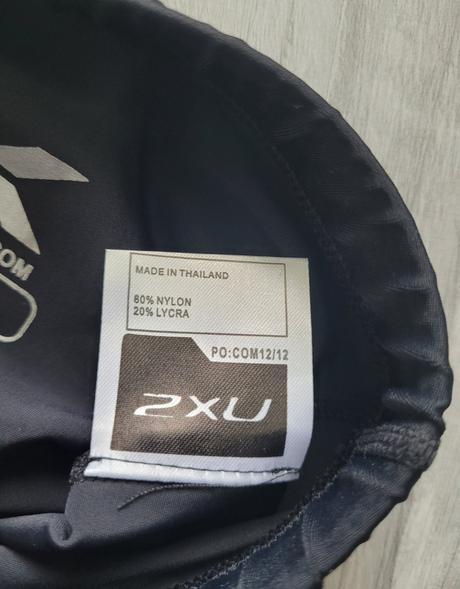 MADE IN THAILAND
80% NYLON
20% LYCRA
PO:COM12/12
2XU